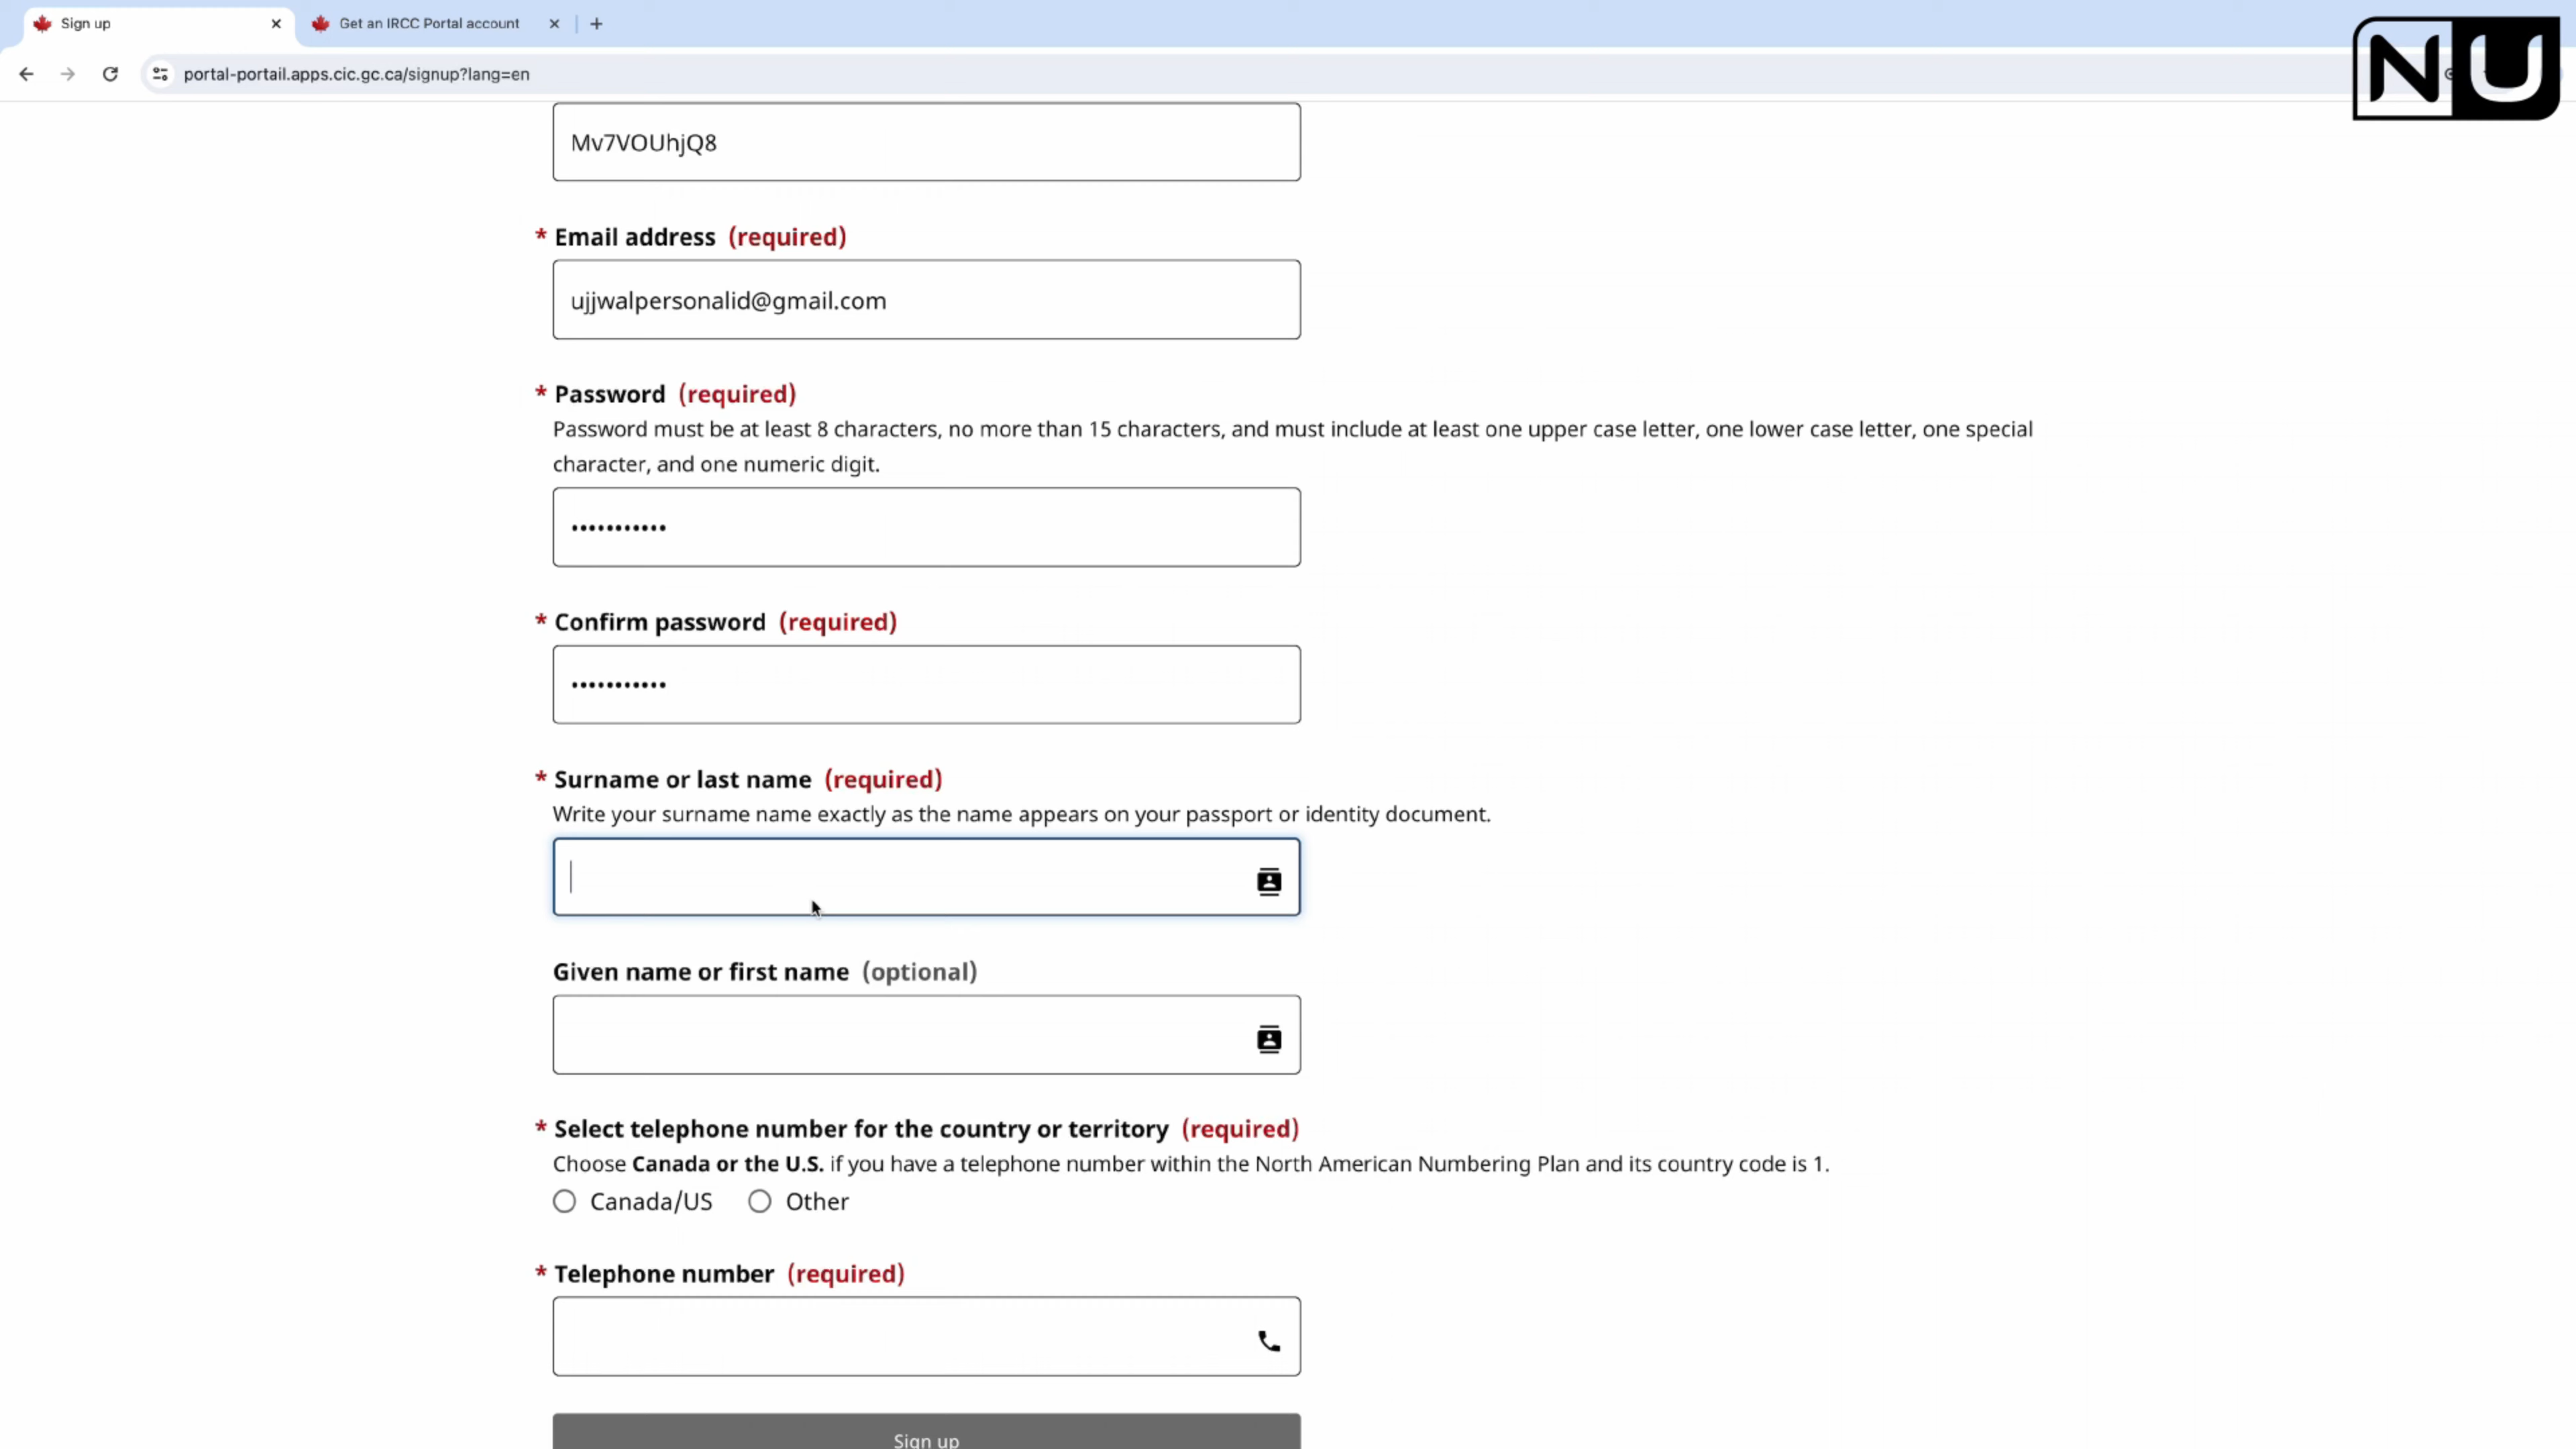 Sign up
Get an IRCC Portal account
portal-portail.apps.cic.gc.ca/signup?lang=en
NU
Mv7VOUhjQ8
* Email address (required)
ujjwalpersonalid@gmail.com
* Password (required)
Password must be at least 8 characters, no more than 15 characters, and must include at least one upper case letter, one lower case letter, one special
character, and one numeric digit.
•••••••••••
* Confirm password (required)
•••••••••••
* Surname or last name (required)
Write your surname name exactly as the name appears on your passport or identity document.
Given name or first name (optional)
* Select telephone number for the country or territory (required)
Choose Canada or the U.S. if you have a telephone number within the North American Numbering Plan and its country code is 1.
Canada/US Other
* Telephone number (required)
Sign up